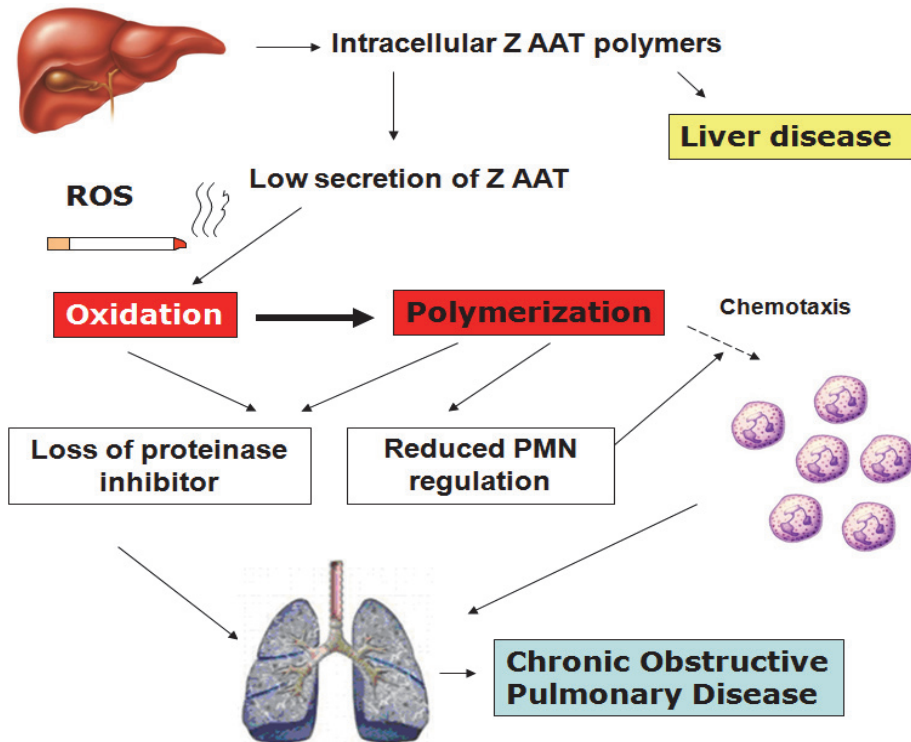 Intracellular Z AAT polymers
Liver disease
Low secretion of Z AAT
ROS
Oxidation
Polymerization
Chemotaxis
Loss of proteinase
inhibitor
Reduced PMN
regulation
Chronic Obstructive
Pulmonary Disease